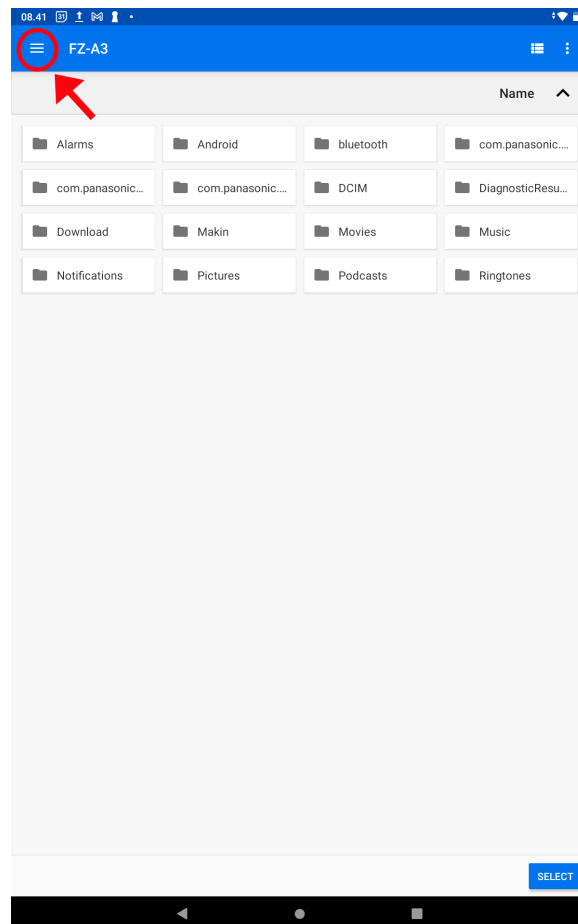 08.41 31
FZ-A3
Name
Alarms Android bluetooth com.panasonic....
com.panasonic... com.panasonic.... DCIM DiagnosticResu...
Download Makin Movies Music
Notifications Pictures Podcasts Ringtones
SELECT